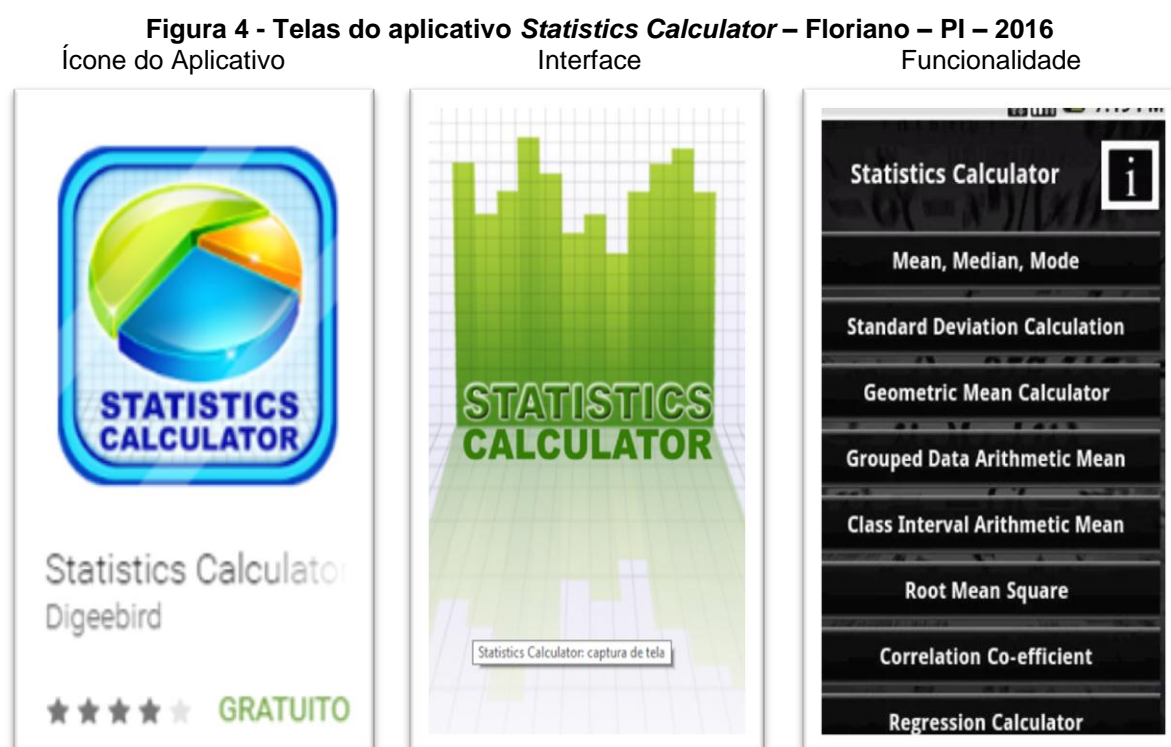 Figura 4 - Telas do aplicativo Statistics Calculator – Floriano – PI – 2016
Ícone do Aplicativo
Interface
Funcionalidade
STATISTICS
CALCULATOR
Statistics Calculato
Digeebird
GRATUITO
STATISTICS
CALCULATOR
Statistics Calculator: captura de tela
Statistics Calculator
i
Mean, Median, Mode
Standard Deviation Calculation
Geometric Mean Calculator
Grouped Data Arithmetic Mean
Class Interval Arithmetic Mean
Root Mean Square
Correlation Co-efficient
Regression Calculator